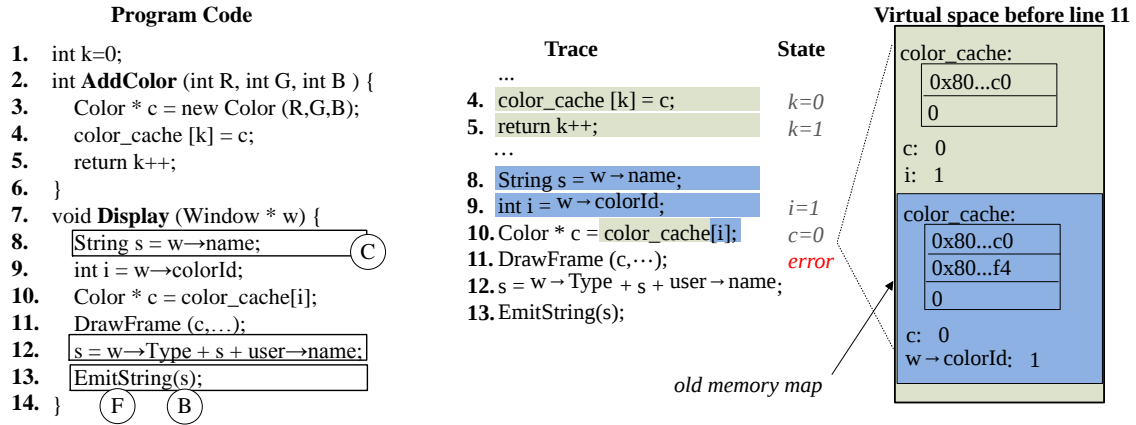 Program Code
1. int k=0;
2. int AddColor (int R, int G, int B ) {
3. Color * c = new Color (R,G,B);
4. color_cache [k] = c;
5. return k++;
6. }
7. void Display (Window * w) {
8. String s = w→name;
C
9. int i = w→colorId;
10. Color * c = color_cache[i];
11. DrawFrame (c,…);
12. s = w→Type + s + user→name;
13. EmitString(s);
14. }
F
B
Trace
State
...
4. color_cache [k] = c; k=0
5. return k++; k=1
…
8. String s = w→name;
9. int i = w→colorId; i=1
10. Color * c = color_cache[i]; c=0
11. DrawFrame (c,⋯); error
12. s = w→Type + s + user→name;
13. EmitString(s);
old memory map
Virtual space before line 11
color_cache:
0x80...c0
0
c: 0
i: 1
color_cache:
0x80...c0
0x80...f4
0
c: 0
w→colorId: 1